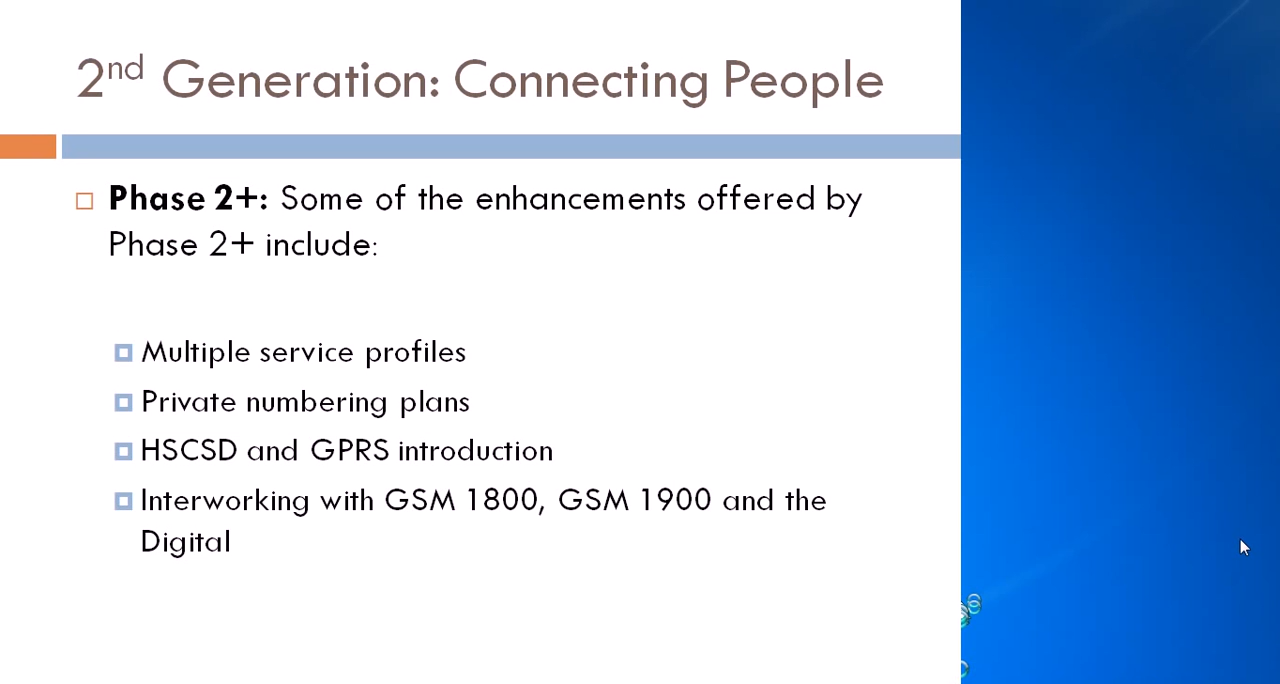 2nd Generation: Connecting People
Phase 2+: Some of the enhancements offered by
Phase 2+ include:
Multiple service profiles
Private numbering plans
HSCSD and GPRS introduction
Interworking with GSM 1800, GSM 1900 and the
Digital